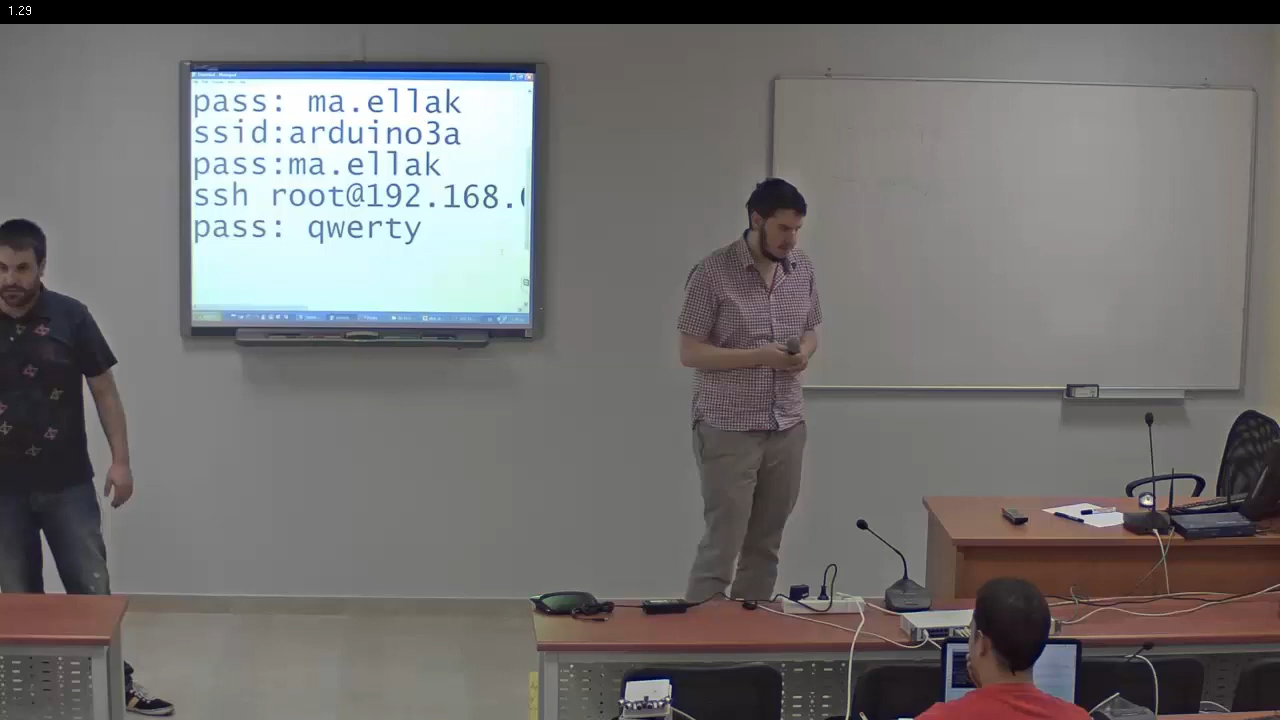 1.29
pass: ma.ellak
ssid:arduino3a
pass:ma.ellak
ssh root@192.168.
pass: qwerty